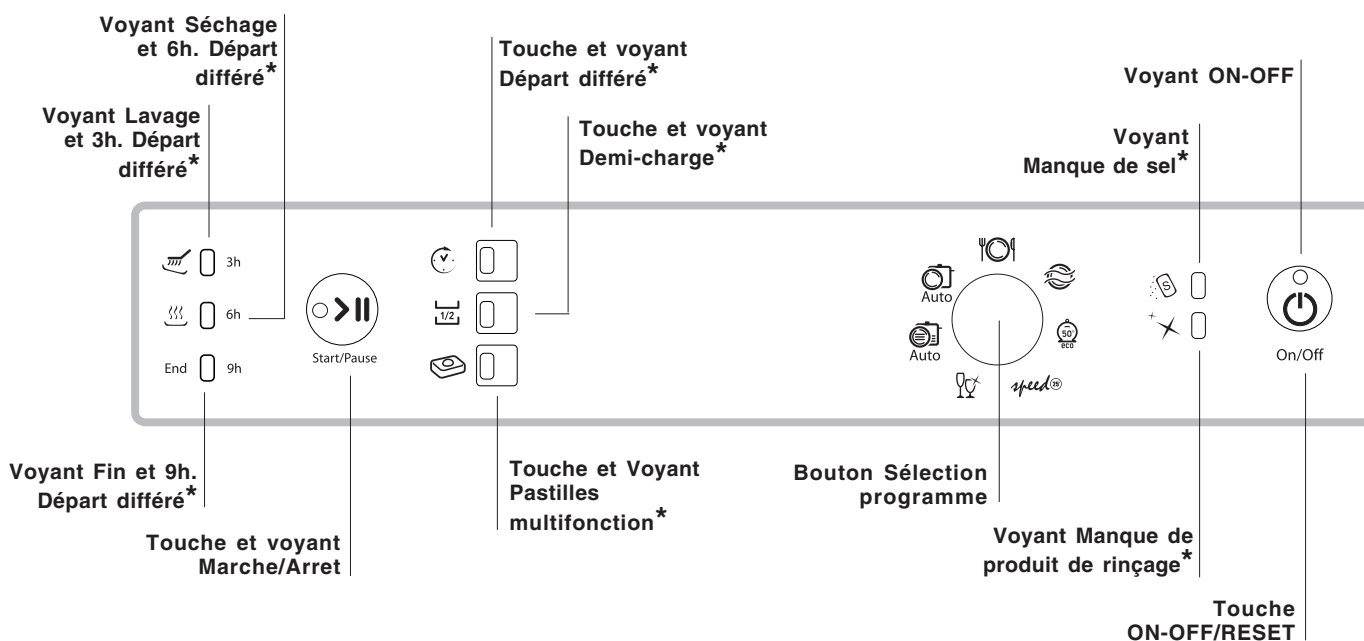 Voyant Séchage
et 6h. Départ
différé*
Touche et voyant
Départ différé*
Voyant ON-OFF
Voyant Lavage
et 3h. Départ
différé*
Touche et voyant
Demi-charge*
Voyant
Manque de sel*
3h
6h
End
9h
Start/Pause
1/2
Auto
Auto
50°
eco
speed 25'
S
On/Off
Voyant Fin et 9h.
Départ différé*
Touche et voyant
Marche/Arret
Touche et Voyant
Pastilles
multifonction*
Bouton Sélection
programme
Voyant Manque de
produit de rinçage*
Touche
ON-OFF/RESET